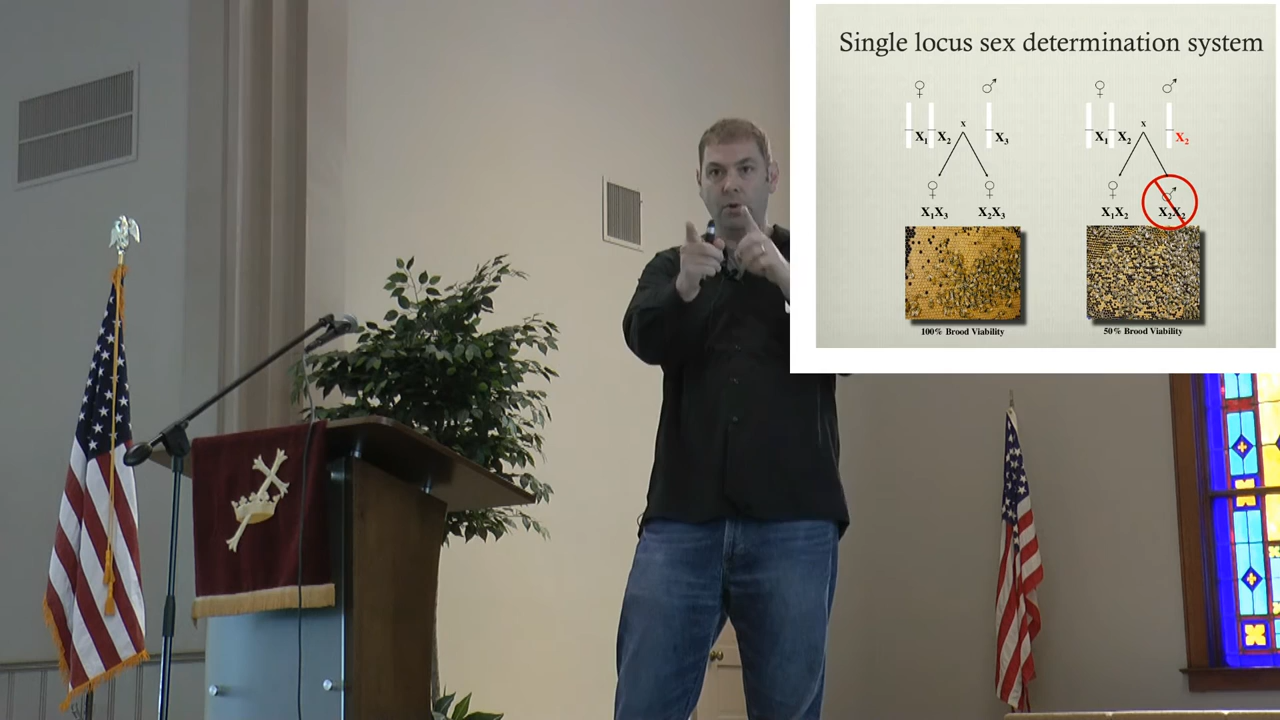 Single locus sex determination system
♀ ♂ ♀ ♂
X₁ X₂ x X₃ X₁ X₂ x X₂
♀ ♀ ♀ ♂
X₁X₃ X₂X₃ X₁X₂ X₂X₂
100% Brood Viability 50% Brood Viability